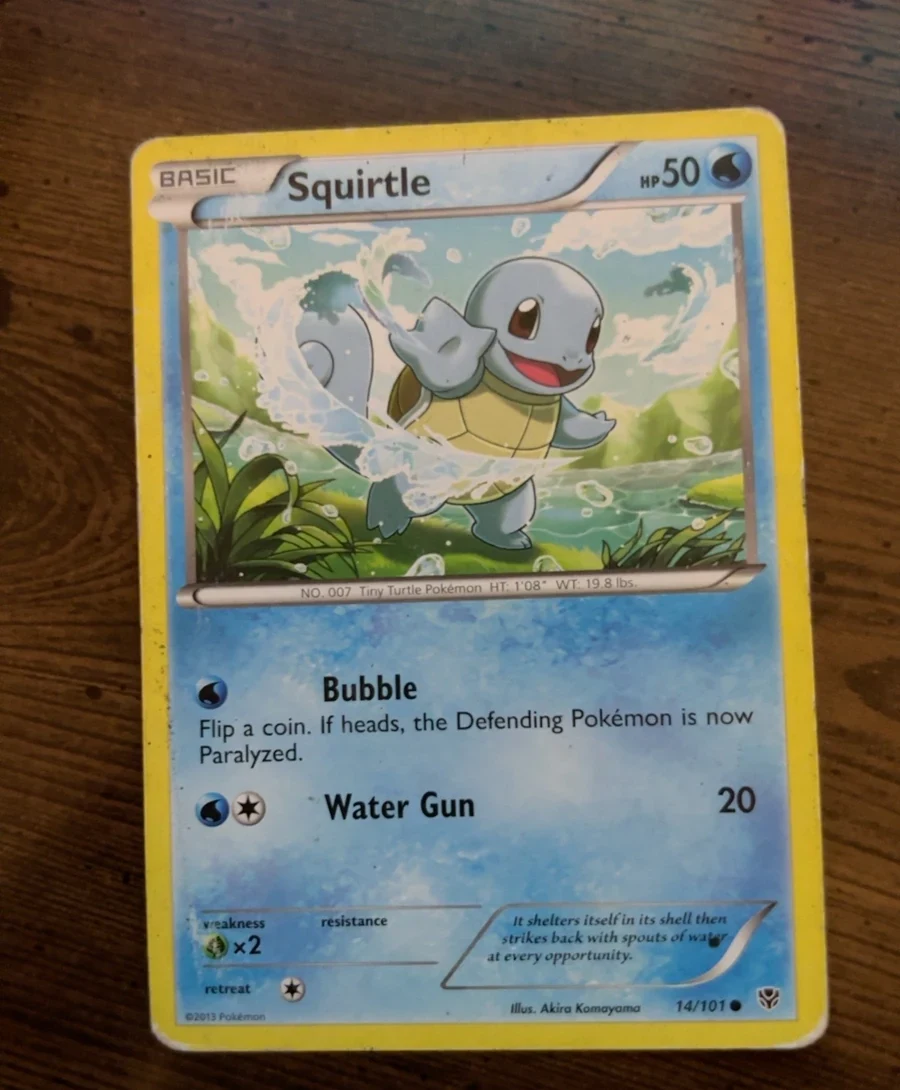 BASIC
Squirtle
HP50
NO. 007 Tiny Turtle Pokémon HT: 1'08" WT: 19.8 lbs.
Bubble
Flip a coin. If heads, the Defending Pokémon is now
Paralyzed.
Water Gun 20
weakness resistance
×2
It shelters itself in its shell then
strikes back with spouts of water
at every opportunity.
retreat
Illus. Akira Komayama 14/101
©2013 Pokémon